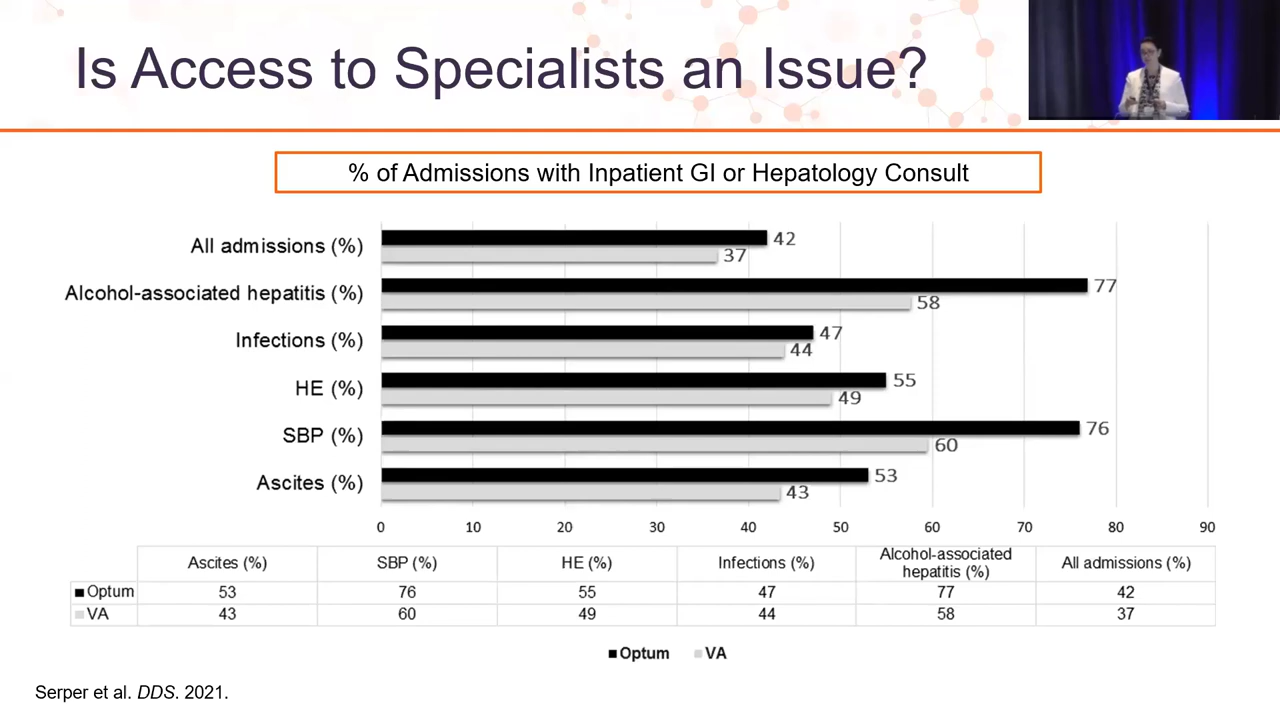 Is Access to Specialists an Issue?
% of Admissions with Inpatient GI or Hepatology Consult
All admissions (%)
42
37
Alcohol-associated hepatitis (%)
77
58
Infections (%)
47
44
HE (%)
55
49
SBP (%)
76
60
Ascites (%)
53
43
0 10 20 30 40 50 60 70 80 90
Ascites (%) SBP (%) HE (%) Infections (%) Alcohol-associated hepatitis (%) All admissions (%)
Optum 53 76 55 47 77 42
VA 43 60 49 44 58 37
Optum VA
Serper et al. DDS. 2021.